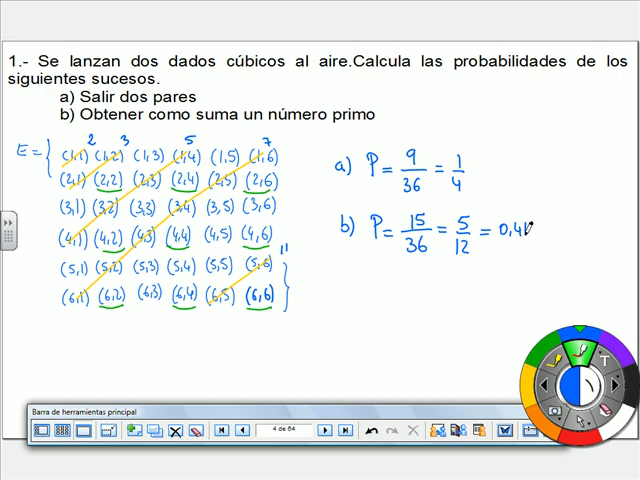 1.- Se lanzan dos dados cúbicos al aire.Calcula las probabilidades de los
siguientes sucesos.
a) Salir dos pares
b) Obtener como suma un número primo
2 3 5 7
E = { (1,1) (1,2) (1,3) (1,4) (1,5) (1,6)
(2,1) (2,2) (2,3) (2,4) (2,5) (2,6)
(3,1) (3,2) (3,3) (3,4) (3,5) (3,6)
(4,1) (4,2) (4,3) (4,4) (4,5) (4,6)
11
(5,1) (5,2) (5,3) (5,4) (5,5) (5,6)
(6,1) (6,2) (6,3) (6,4) (6,5) (6,6) }
a) P = 9/36 = 1/4
b) P = 15/36 = 5/12 = 0,41
T
Barra de herramientas principal
4 de 64